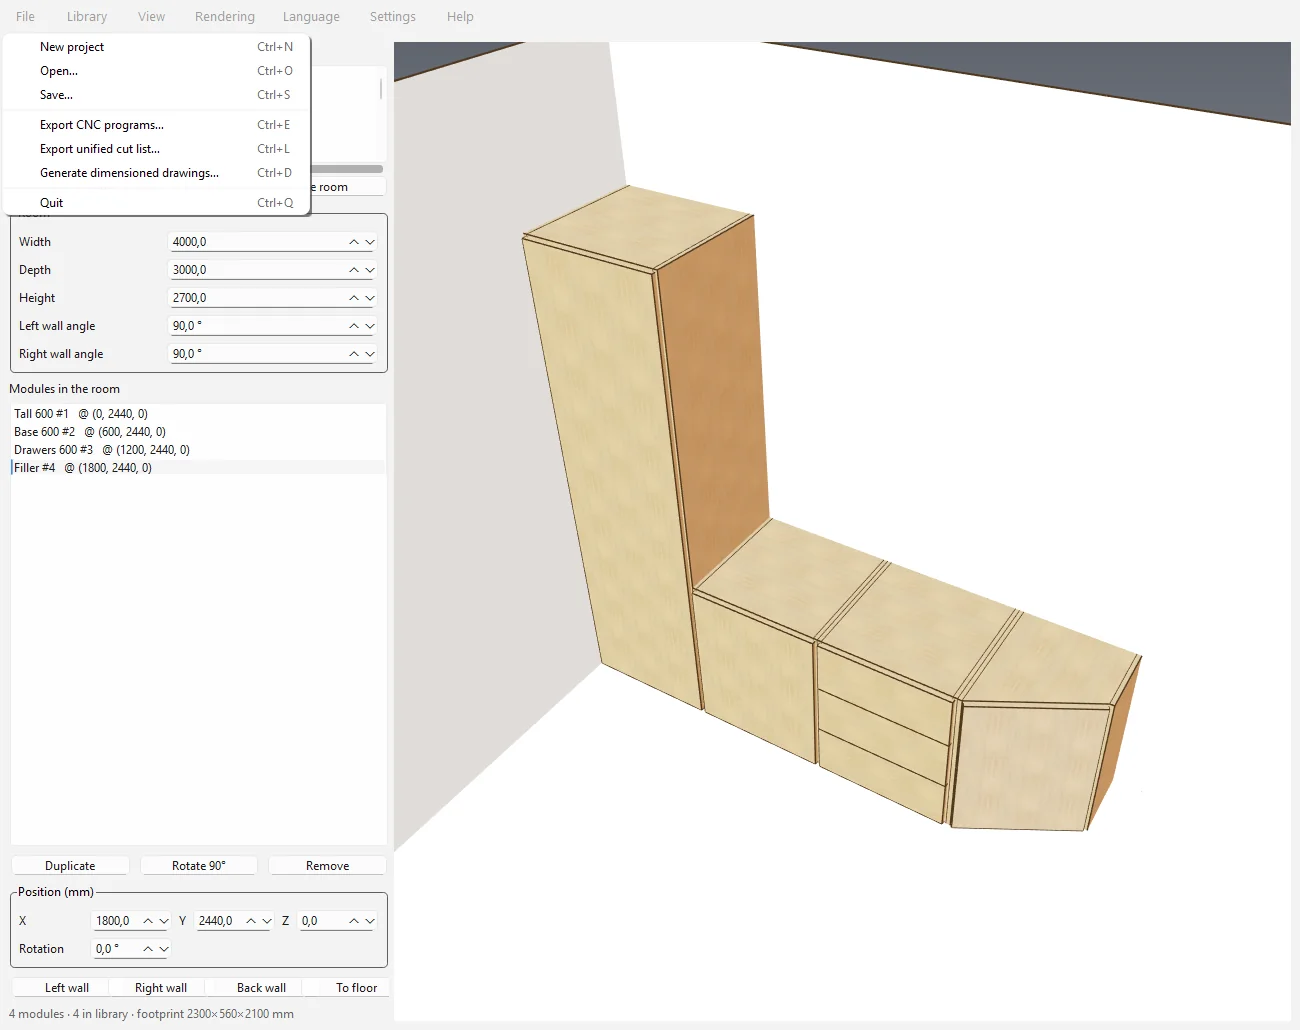 File Library View Rendering Language Settings Help
New project Ctrl+N
Open... Ctrl+O
Save... Ctrl+S
Export CNC programs... Ctrl+E
Export unified cut list... Ctrl+L
Generate dimensioned drawings... Ctrl+D
room
Quit Ctrl+Q
Width 4000,0
Depth 3000,0
Height 2700,0
Left wall angle 90,0 °
Right wall angle 90,0 °
Modules in the room
Tall 600 #1 @ (0, 2440, 0)
Base 600 #2 @ (600, 2440, 0)
Drawers 600 #3 @ (1200, 2440, 0)
Filler #4 @ (1800, 2440, 0)
Duplicate Rotate 90° Remove
Position (mm)
X 1800,0 Y 2440,0 Z 0,0
Rotation 0,0 °
Left wall Right wall Back wall To floor
4 modules · 4 in library · footprint 2300×560×2100 mm